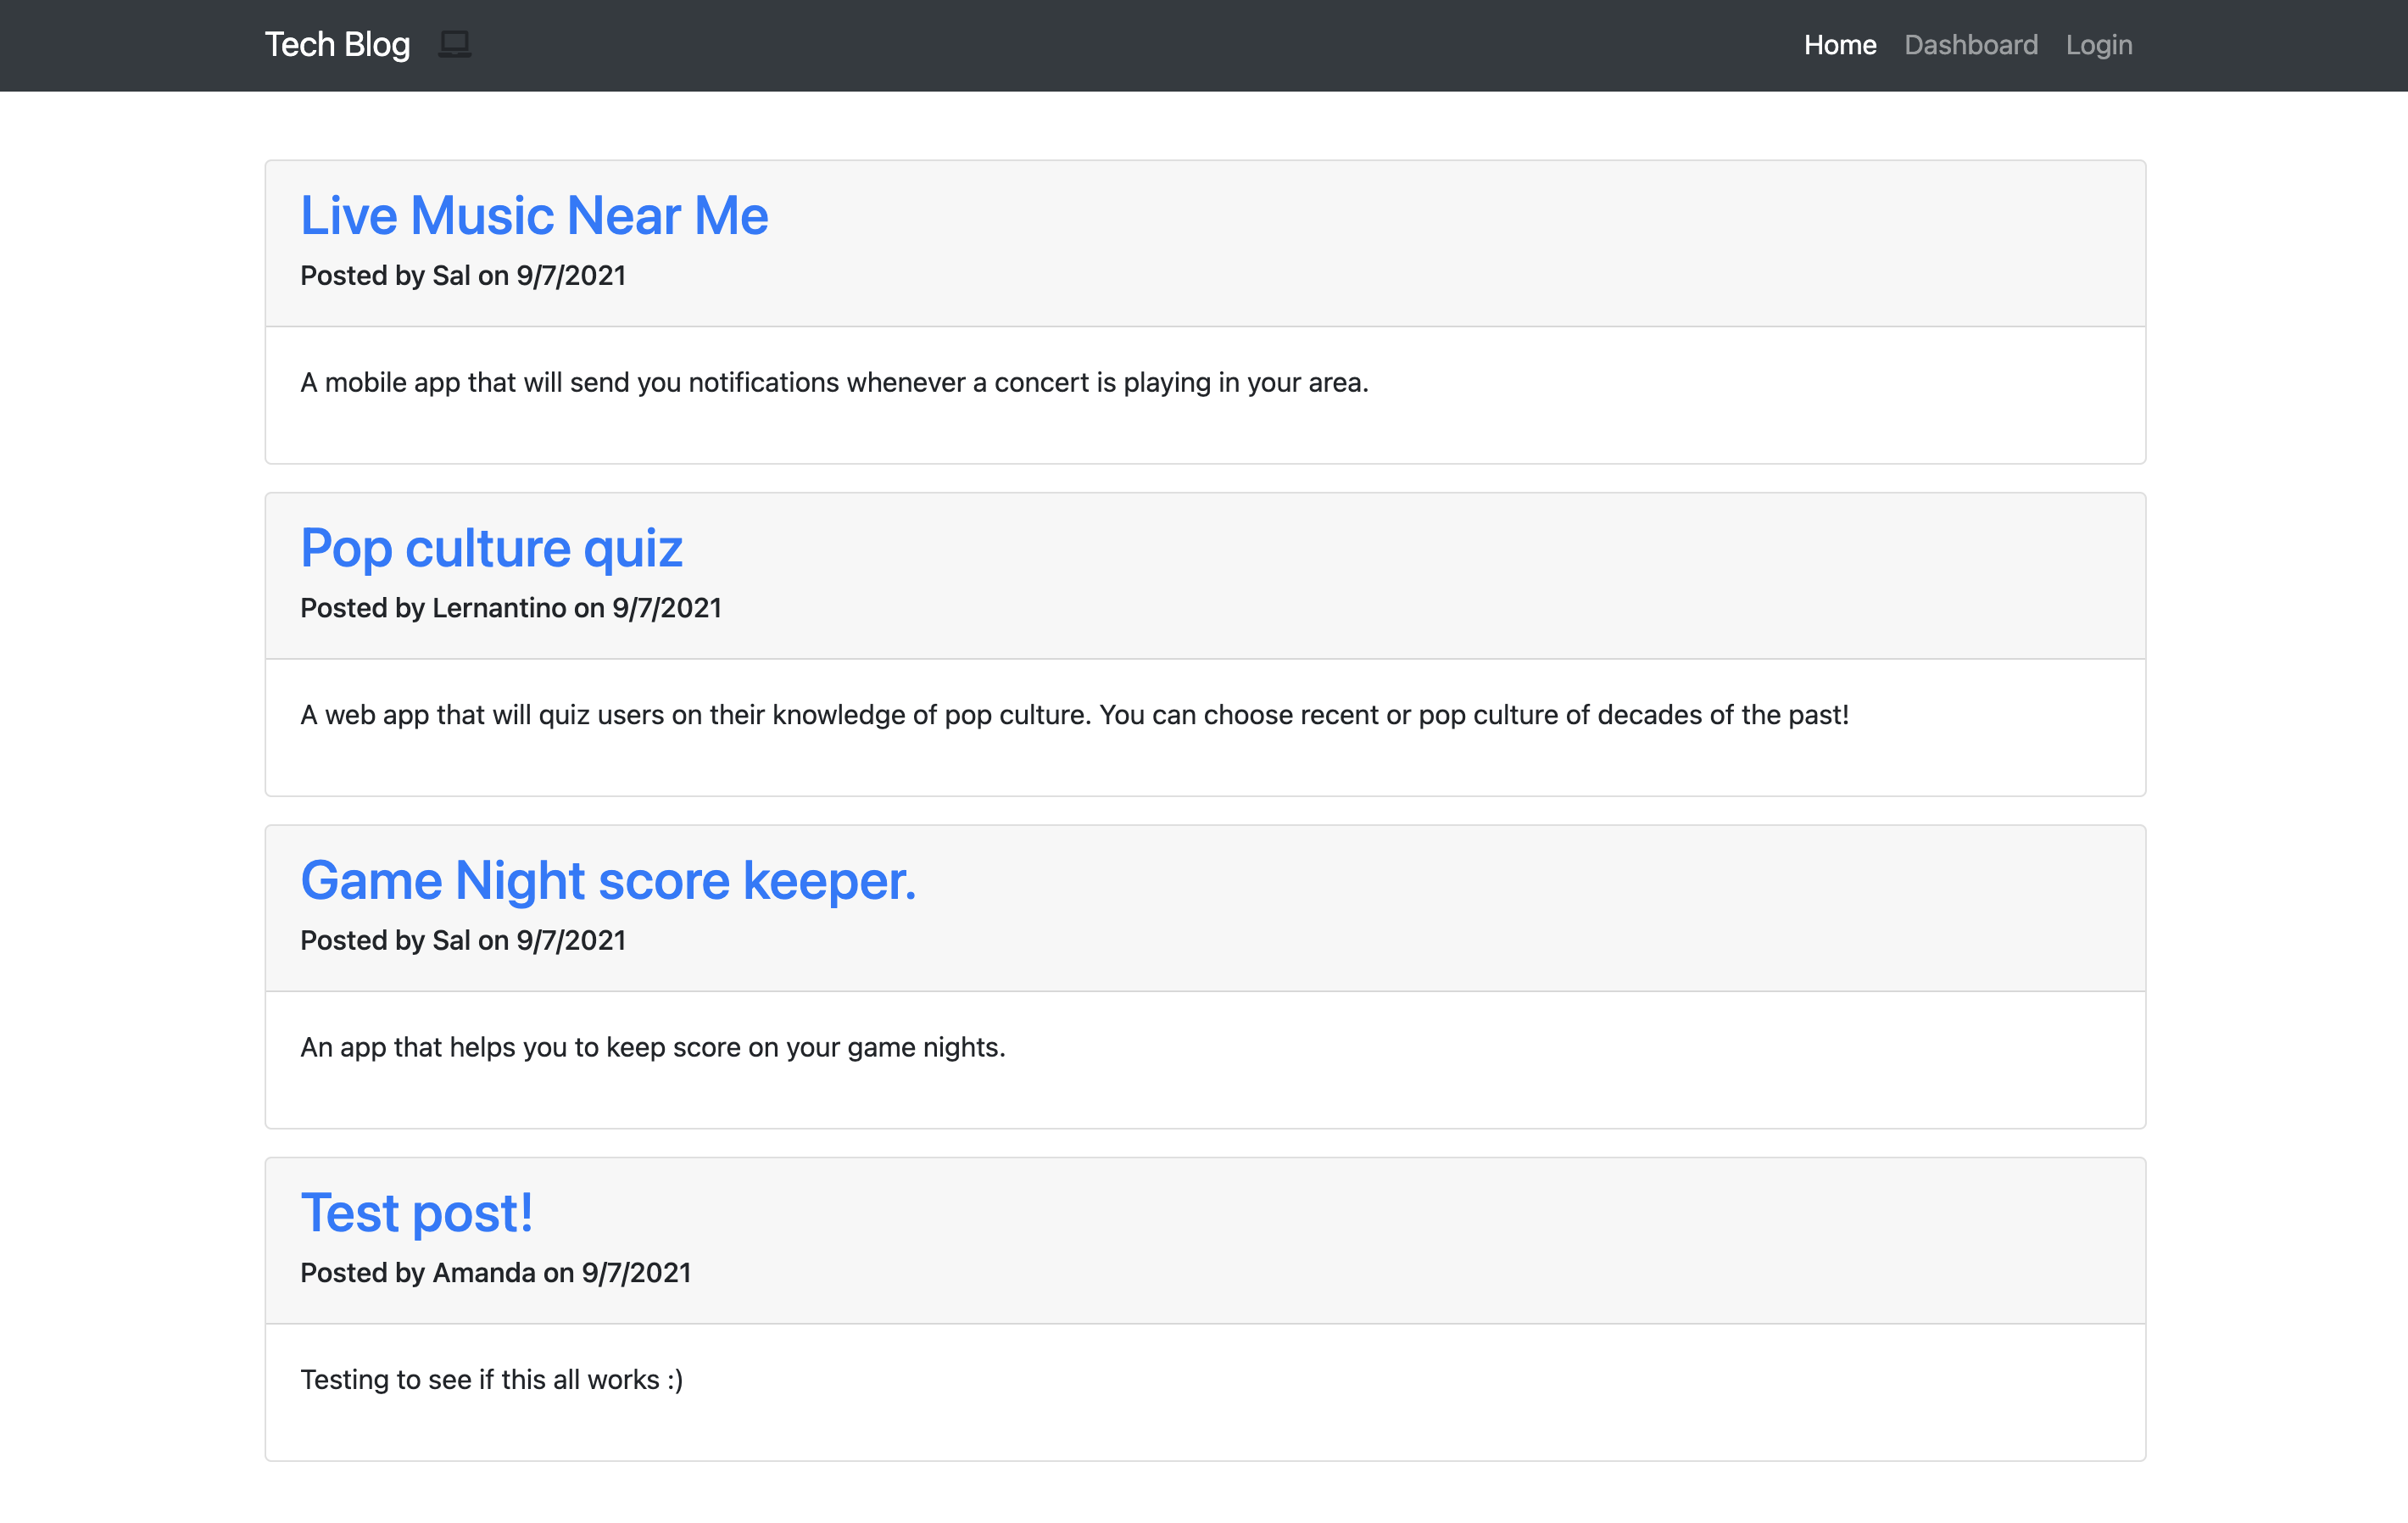 Tech Blog
Home Dashboard Login
Live Music Near Me
Posted by Sal on 9/7/2021
A mobile app that will send you notifications whenever a concert is playing in your area.
Pop culture quiz
Posted by Lernantino on 9/7/2021
A web app that will quiz users on their knowledge of pop culture. You can choose recent or pop culture of decades of the past!
Game Night score keeper.
Posted by Sal on 9/7/2021
An app that helps you to keep score on your game nights.
Test post!
Posted by Amanda on 9/7/2021
Testing to see if this all works :)